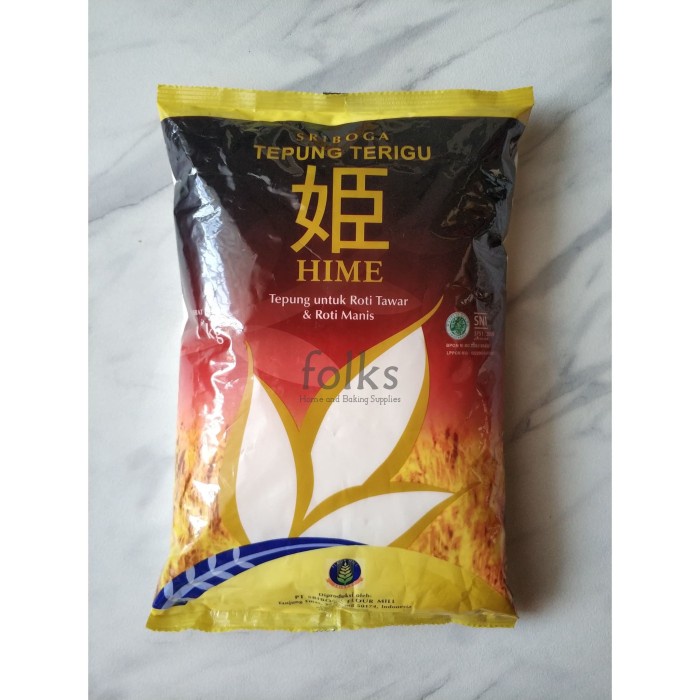 SRIBOGA
TEPUNG TERIGU
姫
HIME
Tepung untuk Roti Tawar
& Roti Manis
SNI
folks
Home and Baking Supplies
Diproduksi oleh:
Indonesia